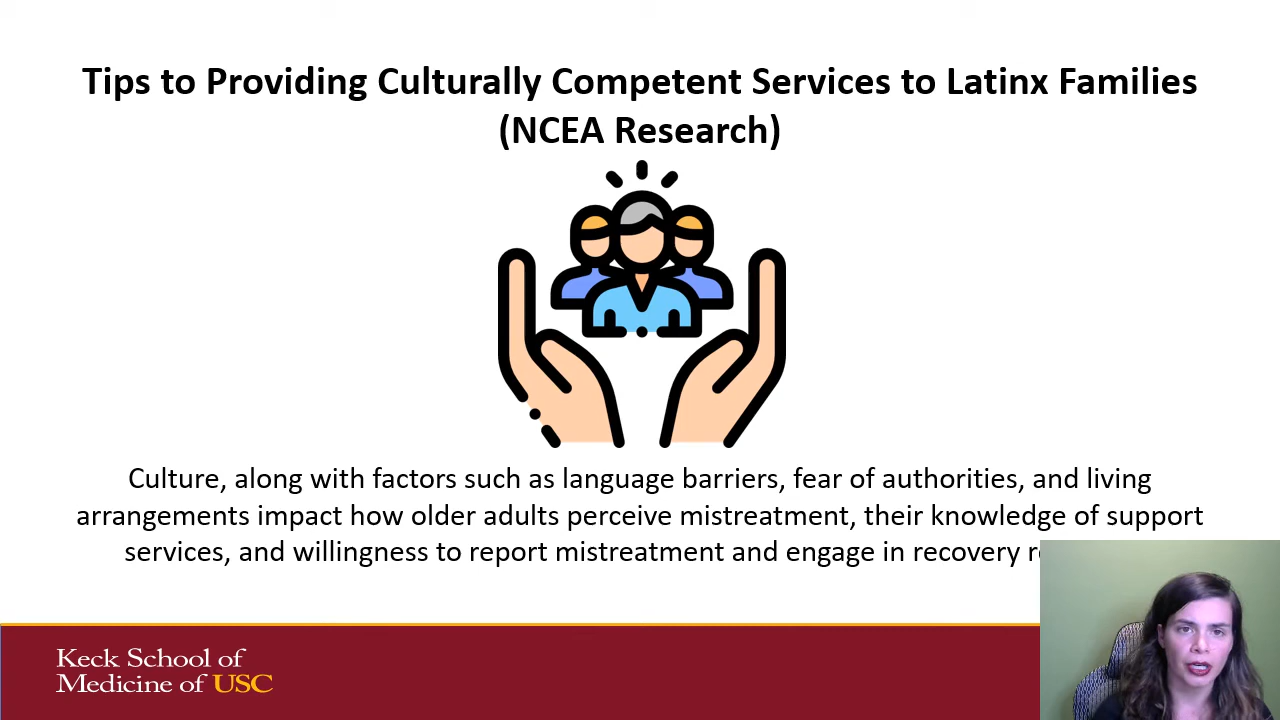 Tips to Providing Culturally Competent Services to Latinx Families
(NCEA Research)
Culture, along with factors such as language barriers, fear of authorities, and living
arrangements impact how older adults perceive mistreatment, their knowledge of support
services, and willingness to report mistreatment and engage in recovery
Keck School of
Medicine of USC